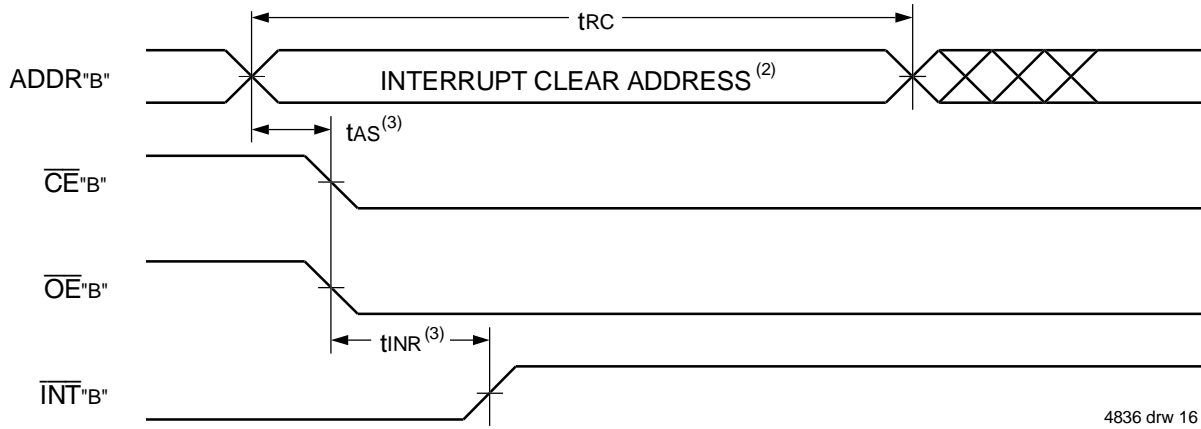 tRC
ADDR"B"
INTERRUPT CLEAR ADDRESS(2)
tAS(3)
CE"B"
OE"B"
tINR(3)
INT"B"
4836 drw 16